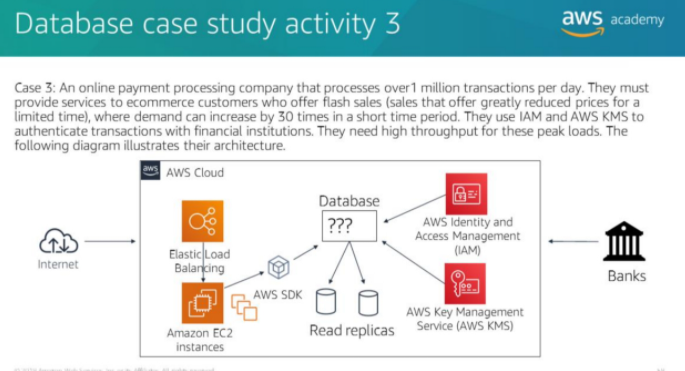 Database case study activity 3
aws academy
Case 3: An online payment processing company that processes over1 million transactions per day. They must
provide services to ecommerce customers who offer flash sales (sales that offer greatly reduced prices for a
limited time), where demand can increase by 30 times in a short time period. They use IAM and AWS KMS to
authenticate transactions with financial institutions. They need high throughput for these peak loads. The
following diagram illustrates their architecture.
aws
AWS Cloud
Internet
Elastic Load
Balancing
Amazon EC2
instances
AWS SDK
Database
???
Read replicas
AWS Identity and
Access Management
(IAM)
AWS Key Management
Service (AWS KMS)
Banks